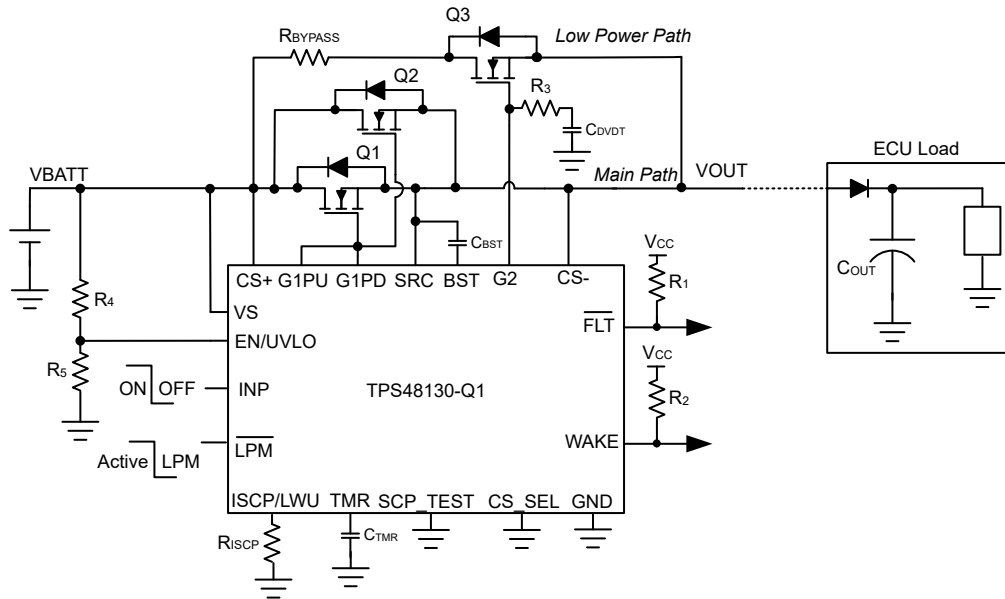 Q3
Low Power Path
RBYPASS
Q2
R3
CDVDT
Q1
ECU Load
VBATT
Main Path
VOUT
CBST
VCC
COUT
CS+ G1PU G1PD SRC BST G2 CS-
R1
R4
VS
FLT
EN/UVLO
VCC
R5
ON OFF
INP
TPS48130-Q1
R2
WAKE
Active LPM
LPM
ISCP/LWU TMR SCP_TEST CS_SEL GND
RISCP
CTMR